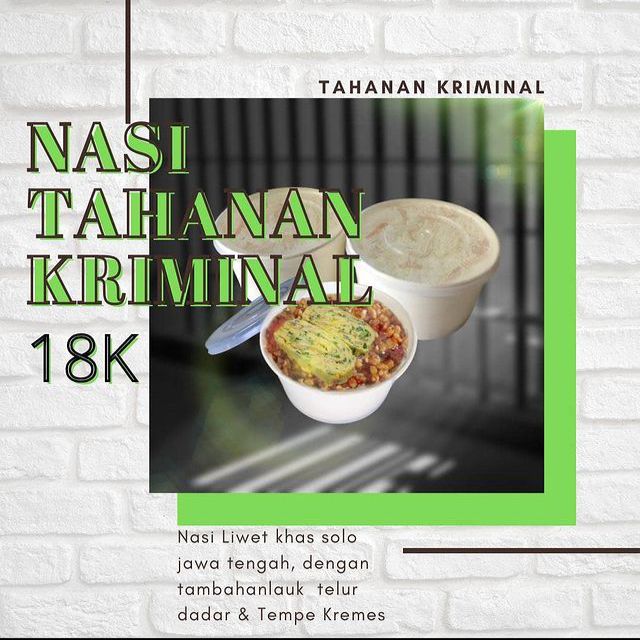 TAHANAN KRIMINAL
NASI
TAHANAN
KRIMINAL
18K
Nasi Liwet khas solo
jawa tengah, dengan
tambahanlauk telur
dadar & Tempe Kremes